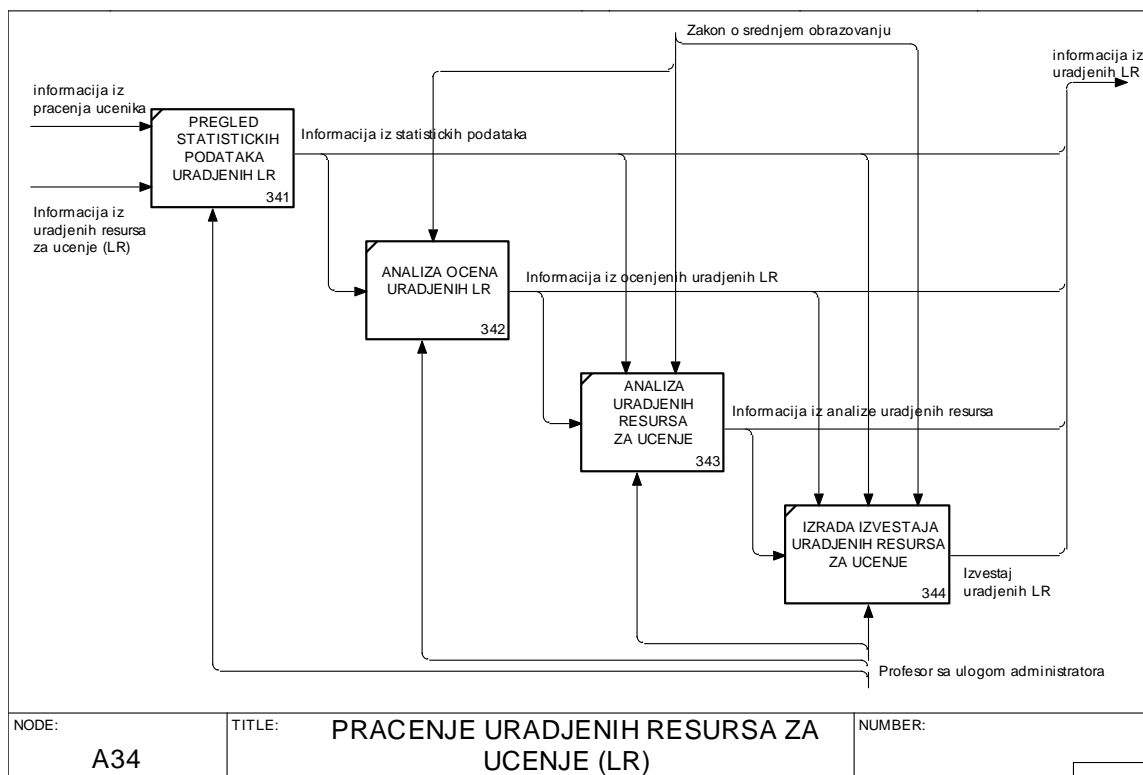 Zakon o srednjem obrazovanju
informacija iz
uradjenih LR
informacija iz
pracenja ucenika
PREGLED
STATISTICKIH
PODATAKA
URADJENIH LR
341
Informacija iz statistickih podataka
Informacija iz
uradjenih resursa
za ucenje (LR)
ANALIZA OCENA
URADJENIH LR
342
Informacija iz ocenjenih uradjenih LR
ANALIZA
URADJENIH
RESURSA
ZA UCENJE
343
Informacija iz analize uradjenih resursa
IZRADA IZVESTAJA
URADJENIH RESURSA
ZA UCENJE
344
Izvestaj
uradjenih LR
Profesor sa ulogom administratora
NODE:
A34
TITLE:
PRACENJE URADJENIH RESURSA ZA
UCENJE (LR)
NUMBER: